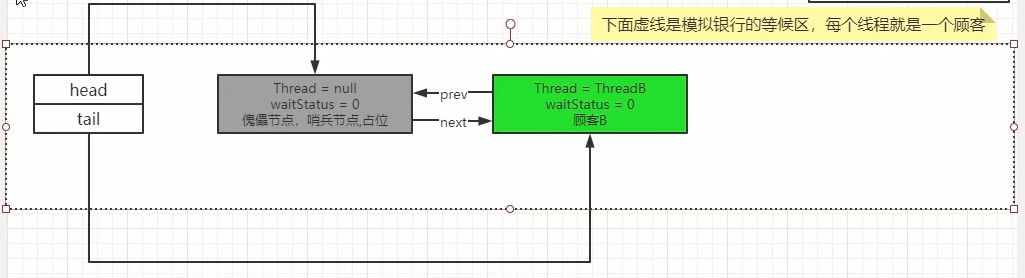 下面虚线是模拟银行的等候区，每个线程就是一个顾客
head
tail
Thread = null
waitStatus = 0
傀儡节点，哨兵节点,占位
prev
next
Thread = ThreadB
waitStatus = 0
顾客B